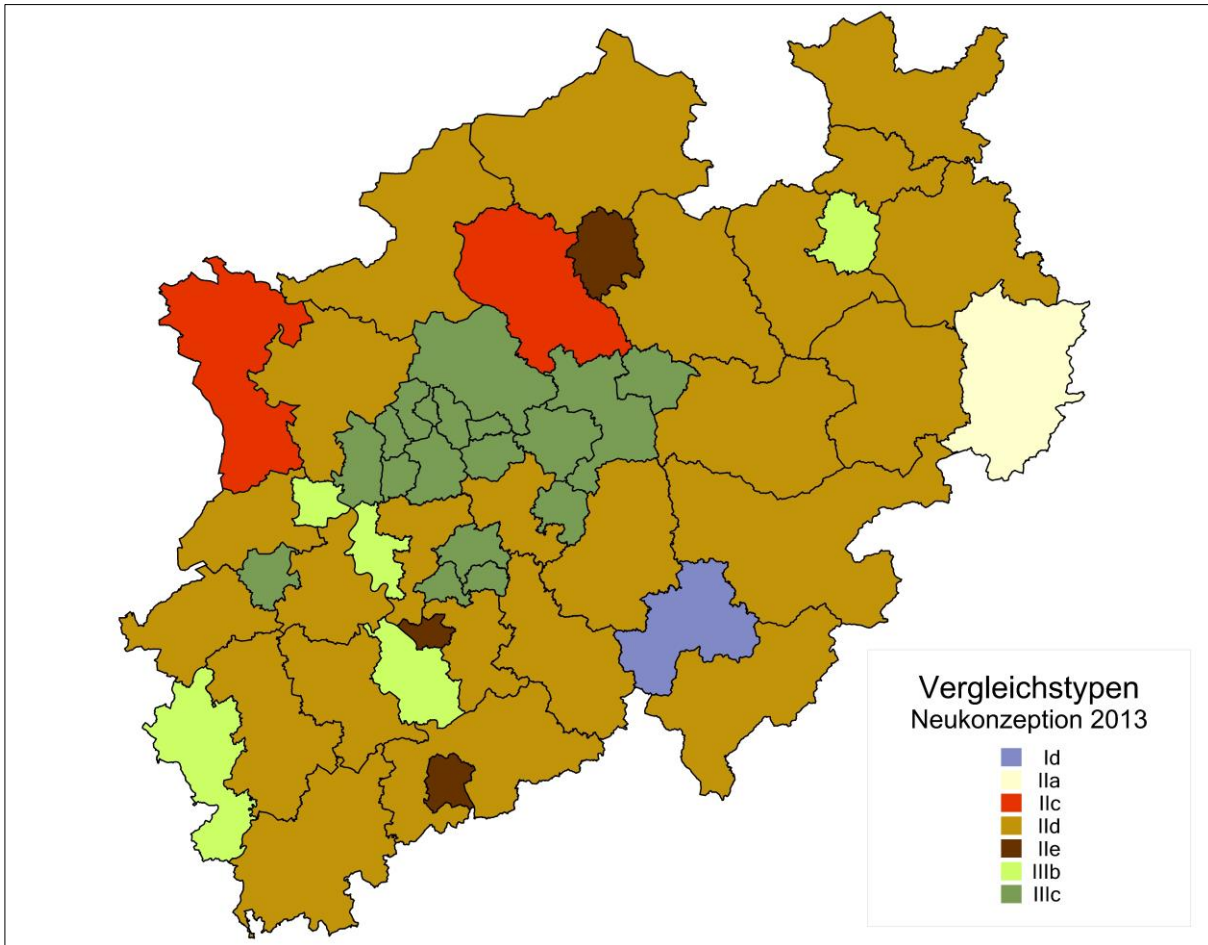 Vergleichstypen
Neukonzeption 2013
Id
IIa
IIc
IId
IIe
IIIb
IIIc